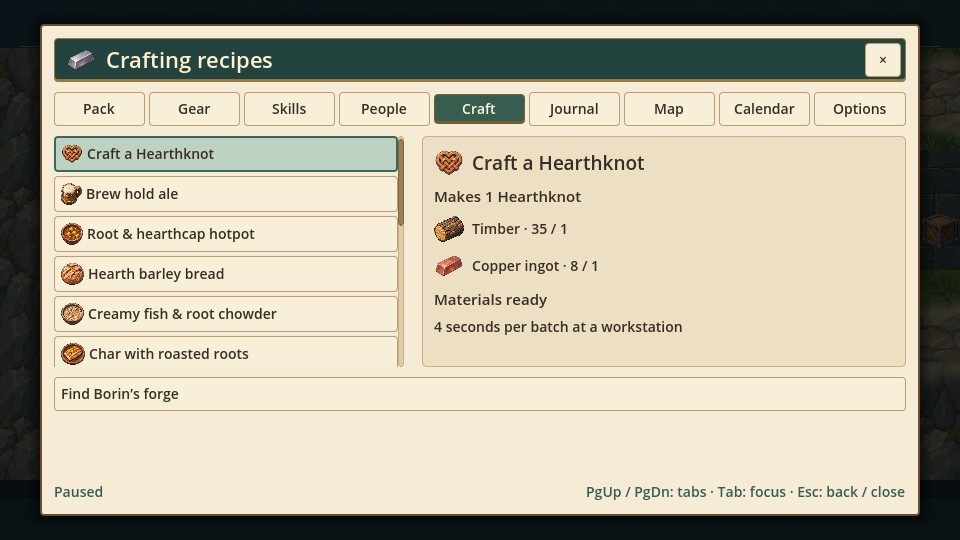 Crafting recipes
×
Pack
Gear
Skills
People
Craft
Journal
Map
Calendar
Options
Craft a Hearthknot
Brew hold ale
Root & hearthcap hotpot
Hearth barley bread
Creamy fish & root chowder
Char with roasted roots
Craft a Hearthknot
Makes 1 Hearthknot
Timber · 35 / 1
Copper ingot · 8 / 1
Materials ready
4 seconds per batch at a workstation
Find Borin’s forge
Paused
PgUp / PgDn: tabs · Tab: focus · Esc: back / close